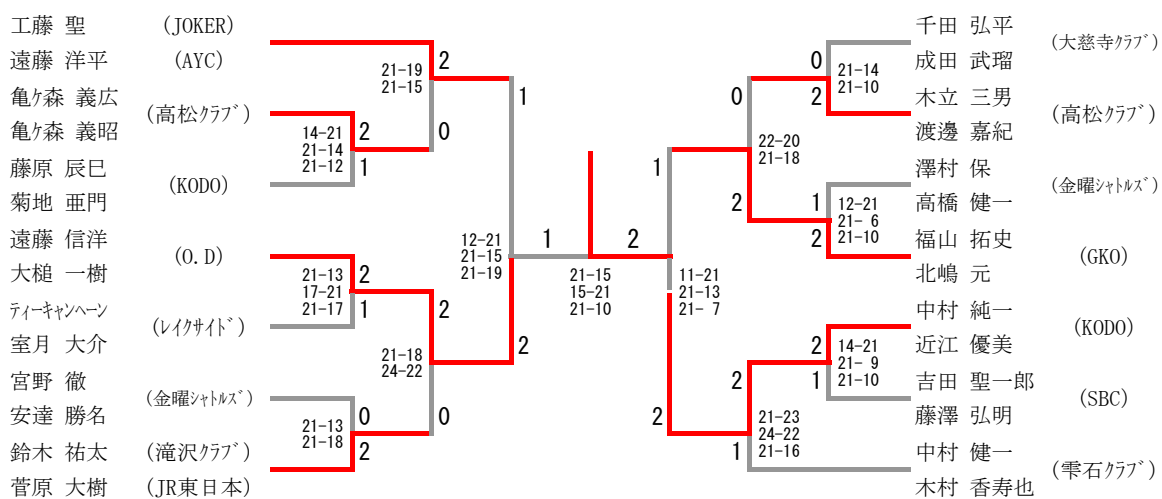 工藤 聖 (JOKER)
遠藤 洋平 (AYC)
亀ケ森 義広
(高松ｸﾗﾌﾞ)
亀ケ森 義昭
藤原 辰巳
(KODO)
菊地 亜門
遠藤 信洋
(O.D)
大槌 一樹
ﾃｨｰｷｬﾝﾍｰﾝ
(ﾚｲｸｻｲﾄﾞ)
室月 大介
宮野 徹
(金曜ｼｬﾄﾙｽﾞ)
安達 勝名
鈴木 祐太 (滝沢ｸﾗﾌﾞ)
菅原 大樹 (JR東日本)
21-19
21-15
2
0
14-21
21-14
21-12
2
1
1
12-21
21-15
21-19
2
21-13
17-21
21-17
2
1
21-18
24-22
2
0
21-13
21-18
0
2
1
2
21-15
15-21
21-10
1
11-21
21-13
21- 7
2
0
22-20
21-18
2
0
21-14
21-10
2
1
12-21
21- 6
21-10
2
2
14-21
21- 9
21-10
1
2
21-23
24-22
21-16
1
千田 弘平
(大慈寺ｸﾗﾌﾞ)
成田 武瑠
木立 三男
(高松ｸﾗﾌﾞ)
渡邊 嘉紀
澤村 保
(金曜ｼｬﾄﾙｽﾞ)
高橋 健一
福山 拓史
(GKO)
北嶋 元
中村 純一
(KODO)
近江 優美
吉田 聖一郎
(SBC)
藤澤 弘明
中村 健一
(雫石ｸﾗﾌﾞ)
木村 香寿也